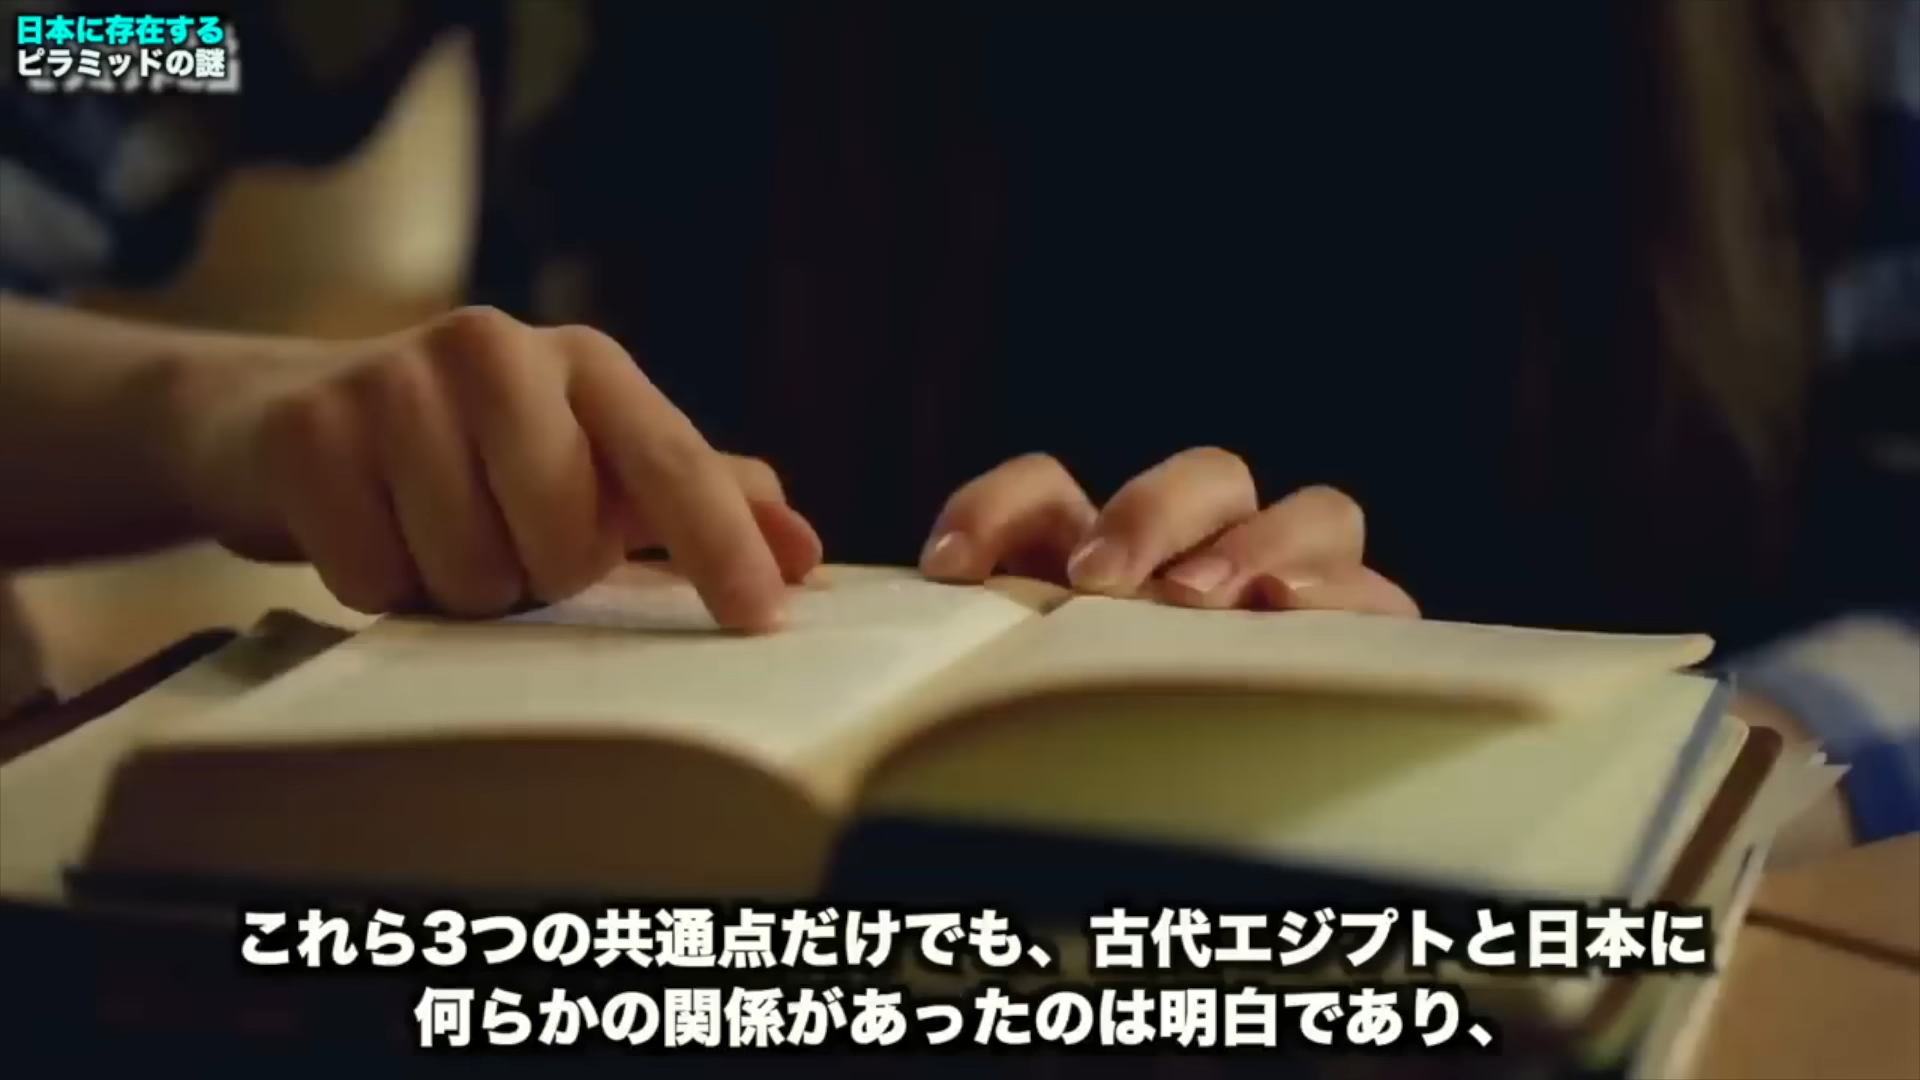 日本に存在する
ピラミッドの謎
これら3つの共通点だけでも、古代エジプトと日本に
何らかの関係があったのは明白であり、